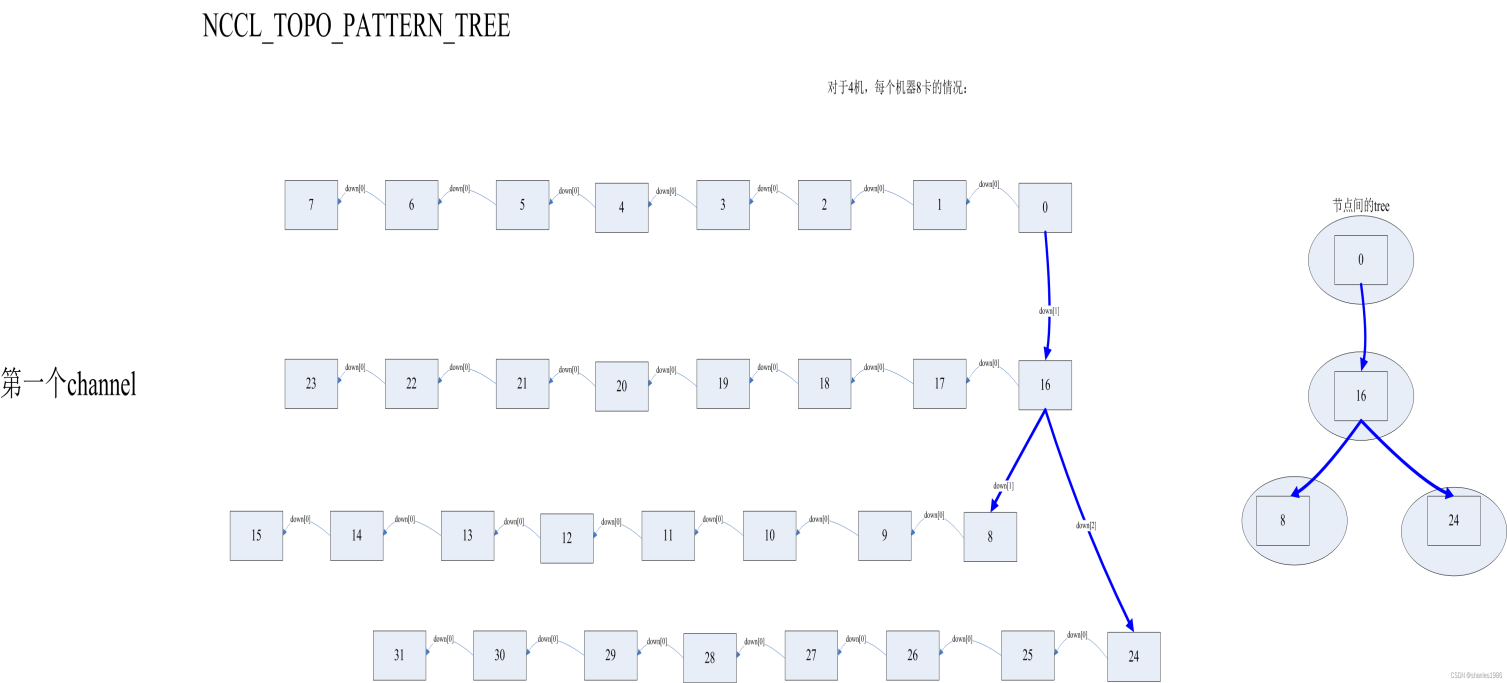 NCCL_TOPO_PATTERN_TREE
对于4机，每个机器8卡的情况：
7 down[0] 6 down[0] 5 down[0] 4 down[0] 3 down[0] 2 down[0] 1 down[0] 0
节点间的tree
0
down[1]
第一个channel
23 down[0] 22 down[0] 21 down[0] 20 down[0] 19 down[0] 18 down[0] 17 down[0] 16
16
down[1]
15 down[0] 14 down[0] 13 down[0] 12 down[0] 11 down[0] 10 down[0] 9 down[0] 8
down[2]
8 24
31 down[0] 30 down[0] 29 down[0] 28 down[0] 27 down[0] 26 down[0] 25 down[0] 24